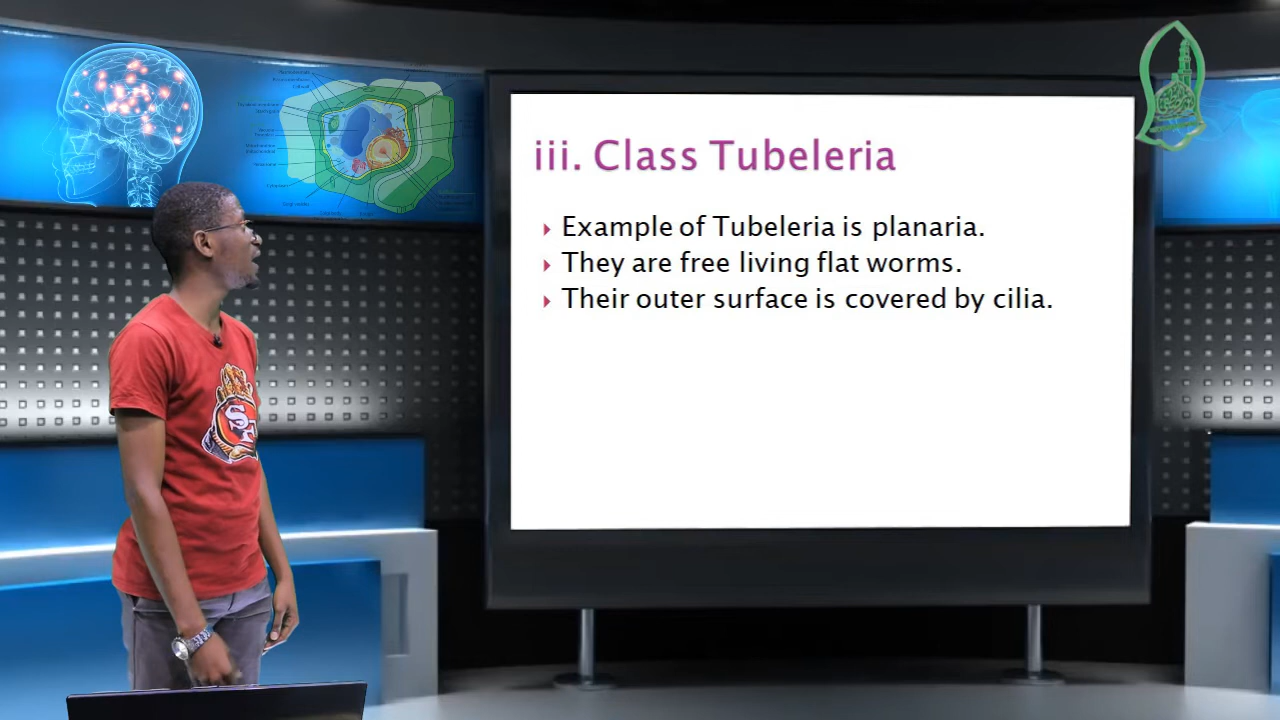 iii. Class Tubeleria
Example of Tubeleria is planaria.
They are free living flat worms.
Their outer surface is covered by cilia.
SF